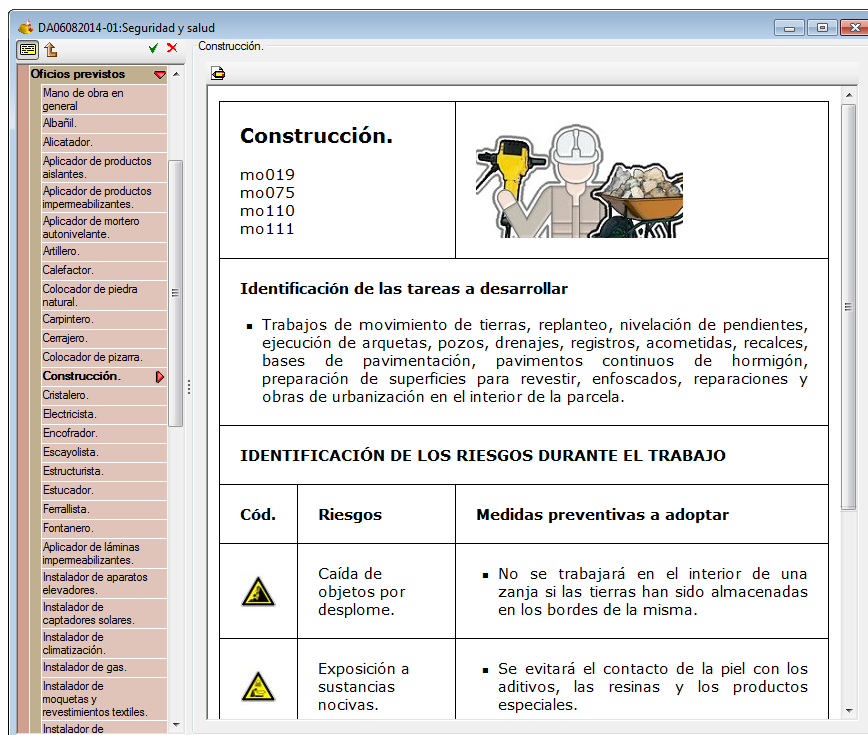 DA06082014-01:Seguridad y salud
Oficios previstos
Mano de obra en
general
Albañil.
Alicatador.
Aplicador de productos
aislantes.
Aplicador de productos
impermeabilizantes.
Aplicador de mortero
autonivelante.
Artillero.
Calefactor.
Colocador de piedra
natural.
Carpintero.
Cerrajero.
Colocador de pizarra.
Construcción.
Cristalero.
Electricista.
Encofrador.
Escayolista.
Estructurista.
Estucador.
Ferrallista.
Fontanero.
Aplicador de láminas
impermeabilizantes.
Instalador de aparatos
elevadores.
Instalador de
captadores solares.
Instalador de
climatización.
Instalador de gas.
Instalador de
moquetas y
revestimientos textiles.
Instalador de
Construcción.
Construcción.
mo019
mo075
mo110
mo111
Identificación de las tareas a desarrollar
Trabajos de movimiento de tierras, replanteo, nivelación de pendientes,
ejecución de arquetas, pozos, drenajes, registros, acometidas, recalces,
bases de pavimentación, pavimentos continuos de hormigón,
preparación de superficies para revestir, enfoscados, reparaciones y
obras de urbanización en el interior de la parcela.
IDENTIFICACIÓN DE LOS RIESGOS DURANTE EL TRABAJO
Cód. Riesgos Medidas preventivas a adoptar
Caída de
objetos por
desplome.
No se trabajará en el interior de una
zanja si las tierras han sido almacenadas
en los bordes de la misma.
Exposición a
sustancias
nocivas.
Se evitará el contacto de la piel con los
aditivos, las resinas y los productos
especiales.